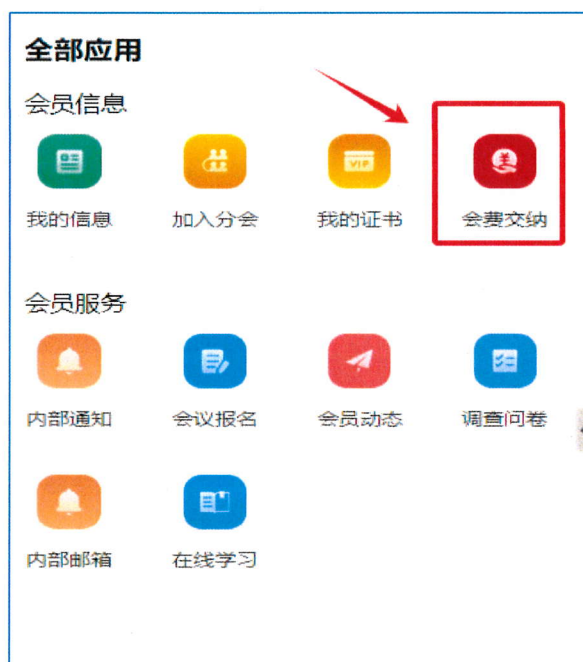 全部应用
会员信息
VIP
我的信息 加入分会 我的证书 会费交纳
会员服务
内部通知 会议报名 会员动态 调查问卷
内部邮箱 在线学习